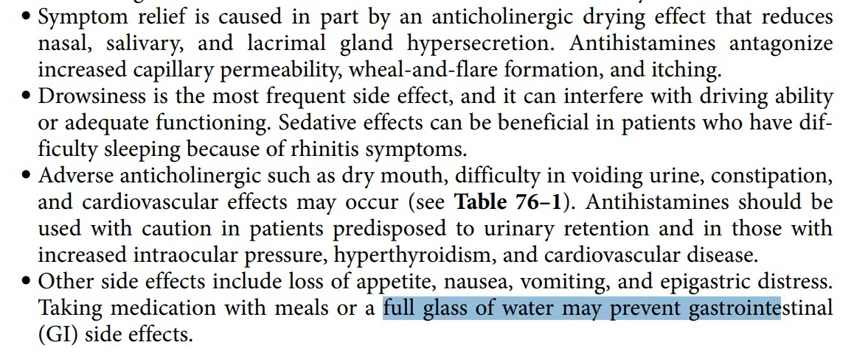 • Symptom relief is caused in part by an anticholinergic drying effect that reduces
nasal, salivary, and lacrimal gland hypersecretion. Antihistamines antagonize
increased capillary permeability, wheal-and-flare formation, and itching.
• Drowsiness is the most frequent side effect, and it can interfere with driving ability
or adequate functioning. Sedative effects can be beneficial in patients who have dif-
ficulty sleeping because of rhinitis symptoms.
• Adverse anticholinergic such as dry mouth, difficulty in voiding urine, constipation,
and cardiovascular effects may occur (see Table 76–1). Antihistamines should be
used with caution in patients predisposed to urinary retention and in those with
increased intraocular pressure, hyperthyroidism, and cardiovascular disease.
• Other side effects include loss of appetite, nausea, vomiting, and epigastric distress.
Taking medication with meals or a full glass of water may prevent gastrointestinal
(GI) side effects.